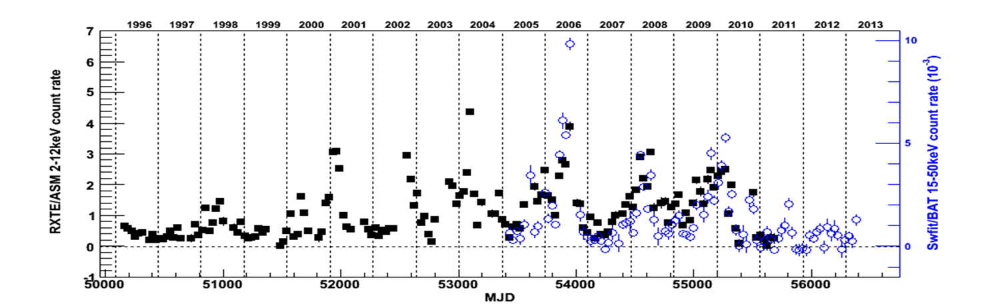 1996 1997 1998 1999 2000 2001 2002 2003 2004 2005 2006 2007 2008 2009 2010 2011 2012 2013
7
6
5
4
3
2
1
0
-1
RXTE/ASM 2-12keV count rate
10
5
0
Swfit/BAT 15-50keV count rate (10⁻³)
50000 51000 52000 53000 54000 55000 56000
MJD